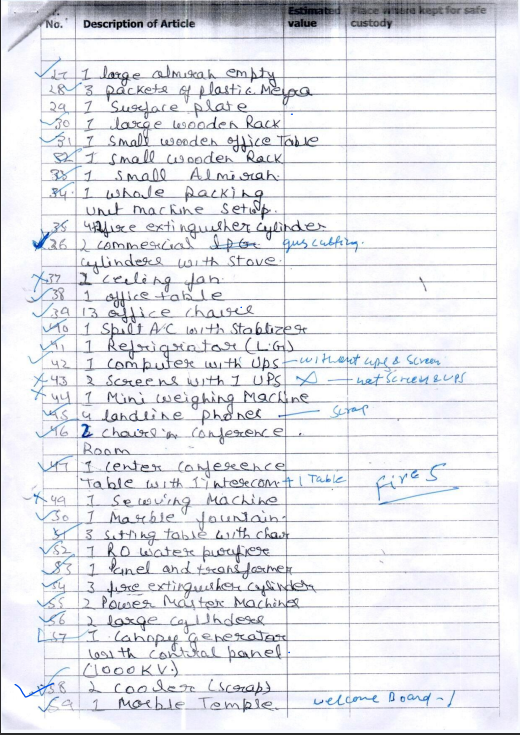 No. Description of Article Estimated value Place where kept for safe custody
27 1 large almirah empty
28 3 packets of plastic
29 1 Surface plate
30 1 large wooden Rack
31 1 small wooden office Table
32 1 small wooden Rack
33 1 small Almirah
34. 1 whole packing
unit machine setup.
35 4 fire extinguisher cylinder
36 2 commercial LPG gus cutting.
cylinders with stove
37 2 ceiling fan
38 1 office table
39 13 office chairs
40 1 Split A/C with Stablizer
41 1 Refrigrator (L.G)
42 1 Computer with Ups — without ups & Screen
43 2 Screens with 1 UPS X — not Screen & UPS
44 1 Mini weighing Machine
45 4 landline phones — Scrap
46 2 chairs in conference.
Room
47 1 center conference
Table with 1 intercom + 1 Table
Fire 5
49 1 Sewving Machine
50 1 Marble fountain
51 3 Sitting table with chair
52 1 RO water purifier
53 1 Panel and transformer
54 3 fire extinguisher cylinder
55 2 Power Master Machines
56 2 large cylinders
57 1 Canopy generator
with control panel.
(1000 KV.)
58 2 Cooler (scrap)
59 1 Marble Temple. welcome Board - 1